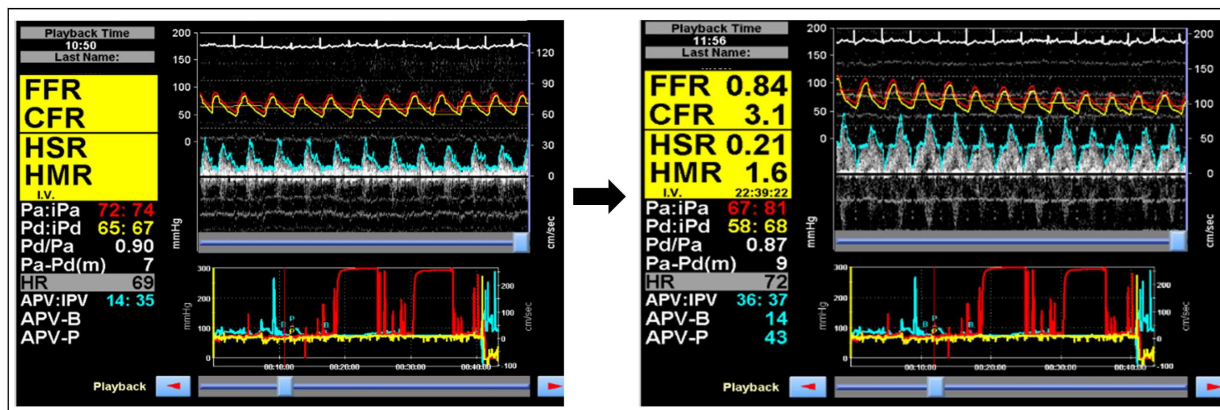 Playback Time
10:50
Last Name:
FFR
CFR
HSR
HMR
I.V.
Pa:iPa 72: 74
Pd:iPd 65: 67
Pd/Pa 0.90
Pa-Pd(m) 7
HR 69
APV:IPV 14: 35
APV-B
APV-P
200
150
100
50
0
mmHg
120
90
60
30
0
cm/sec
300
200
100
0
mmHg
200
100
0
-100
cm/sec
B P P B
00:10:00 00:20:00 00:30:00 00:40:00
Playback
Playback Time
11:56
Last Name:
FFR 0.84
CFR 3.1
HSR 0.21
HMR 1.6
I.V. 22:39:22
Pa:iPa 67: 81
Pd:iPd 58: 68
Pd/Pa 0.87
Pa-Pd(m) 9
HR 72
APV:IPV 36: 37
APV-B 14
APV-P 43
200
150
100
50
0
mmHg
200
150
100
50
0
cm/sec
300
200
100
0
mmHg
200
100
0
-100
cm/sec
B P P B
00:10:00 00:20:00 00:30:00 00:40:00
Playback